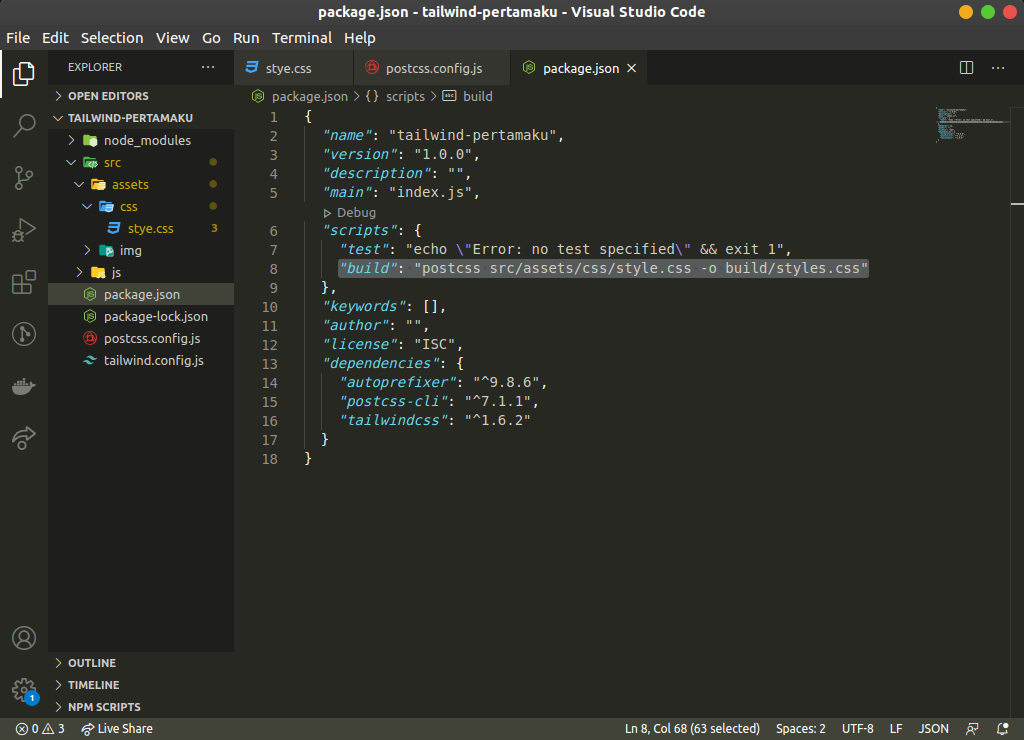 package.json - tailwind-pertamaku - Visual Studio Code
File Edit Selection View Go Run Terminal Help
EXPLORER
OPEN EDITORS
TAILWIND-PERTAMAKU
node_modules
src
assets
css
stye.css 3
img
js
package.json
package-lock.json
postcss.config.js
tailwind.config.js
OUTLINE
TIMELINE
NPM SCRIPTS
1
stye.css postcss.config.js package.json
package.json > {} scripts > abc build
1 {
2 "name": "tailwind-pertamaku",
3 "version": "1.0.0",
4 "description": "",
5 "main": "index.js",
Debug
6 "scripts": {
7 "test": "echo \"Error: no test specified\" && exit 1",
8 "build": "postcss src/assets/css/style.css -o build/styles.css"
9 },
10 "keywords": [],
11 "author": "",
12 "license": "ISC",
13 "dependencies": {
14 "autoprefixer": "^9.8.6",
15 "postcss-cli": "^7.1.1",
16 "tailwindcss": "^1.6.2"
17 }
18 }
0 3 Live Share Ln 8, Col 68 (63 selected) Spaces: 2 UTF-8 LF JSON